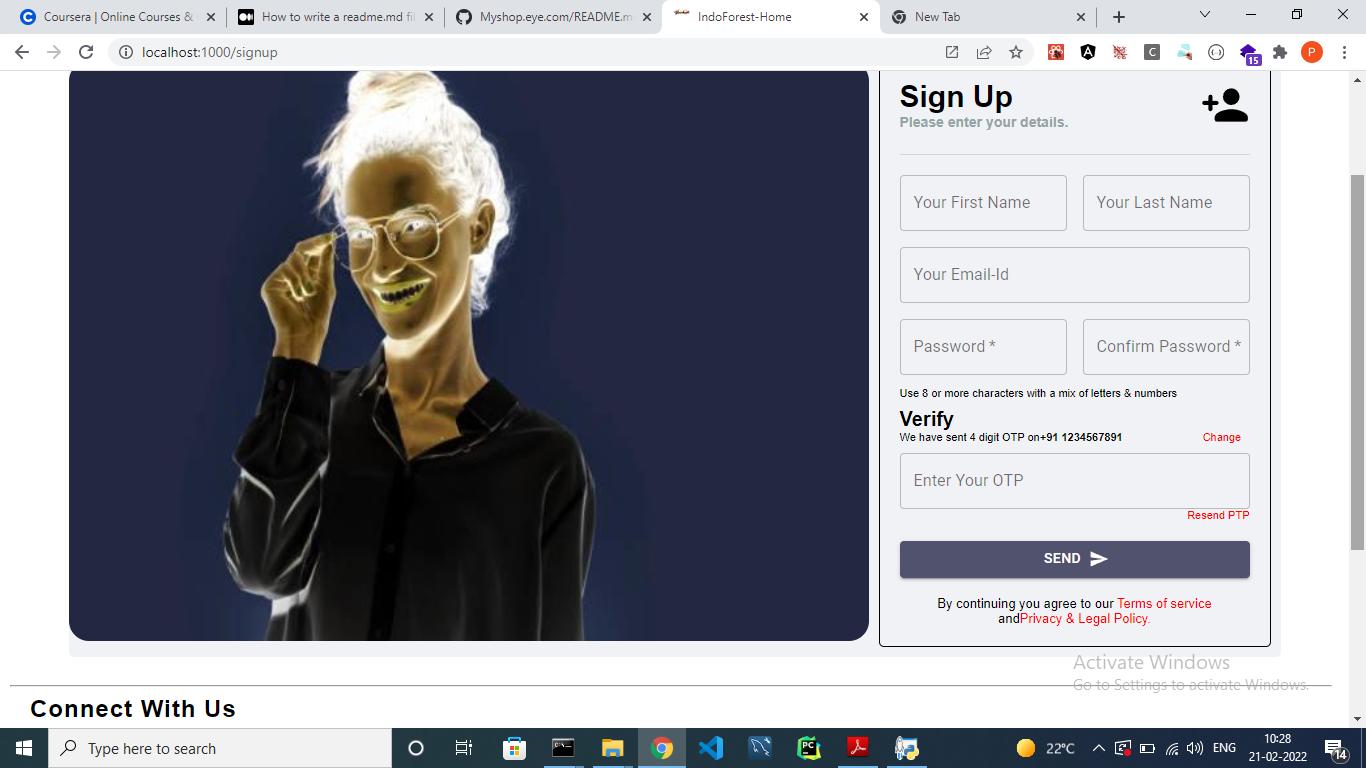 Coursera | Online Courses &
How to write a readme.md fi
Myshop.eye.com/README.m
IndoForest-Home
New Tab
localhost:1000/signup
C
15
P
Sign Up
Please enter your details.
Your First Name
Your Last Name
Your Email-Id
Password *
Confirm Password *
Use 8 or more characters with a mix of letters & numbers
Verify
We have sent 4 digit OTP on+91 1234567891
Change
Enter Your OTP
Resend PTP
SEND
By continuing you agree to our Terms of service
andPrivacy & Legal Policy.
Activate Windows
Go to Settings to activate Windows.
Connect With Us
Type here to search
PC
22°C
ENG
10:28
21-02-2022
14